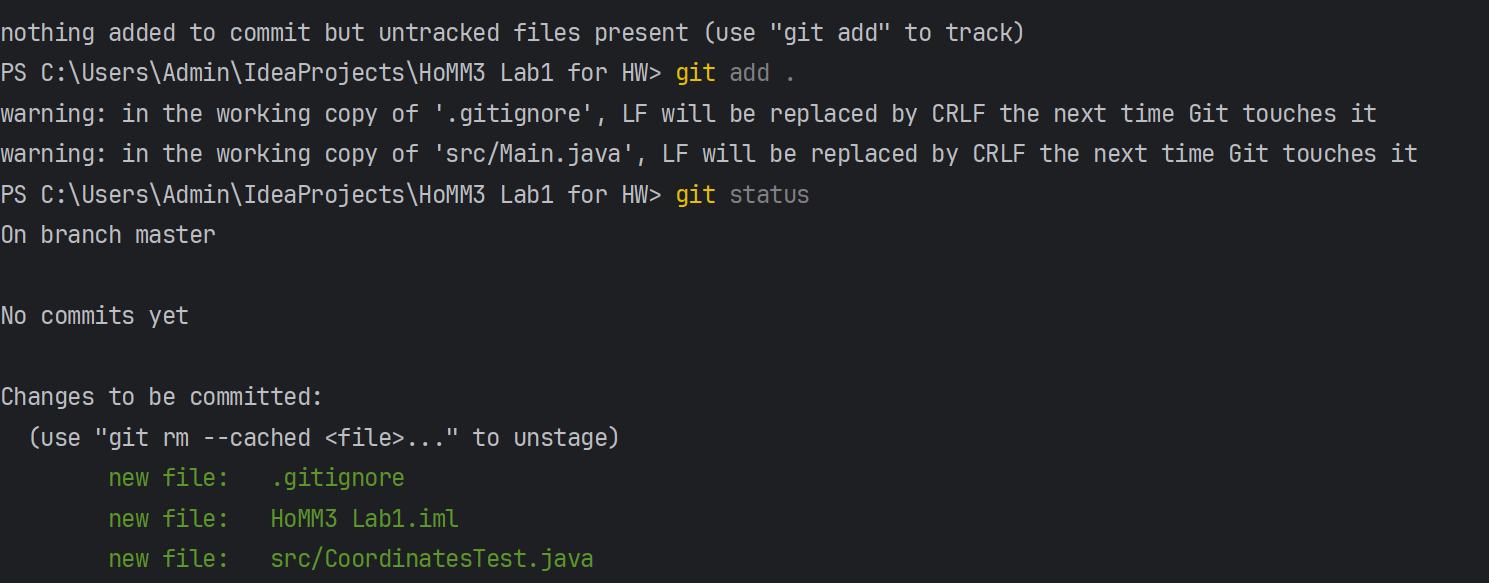 nothing added to commit but untracked files present (use "git add" to track)
PS C:\Users\Admin\IdeaProjects\HoMM3 Lab1 for HW> git add .
warning: in the working copy of '.gitignore', LF will be replaced by CRLF the next time Git touches it
warning: in the working copy of 'src/Main.java', LF will be replaced by CRLF the next time Git touches it
PS C:\Users\Admin\IdeaProjects\HoMM3 Lab1 for HW> git status
On branch master
No commits yet
Changes to be committed:
  (use "git rm --cached <file>..." to unstage)
        new file:   .gitignore
        new file:   HoMM3 Lab1.iml
        new file:   src/CoordinatesTest.java